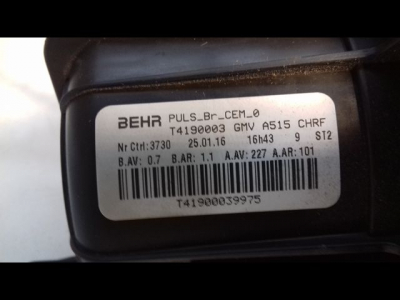 BEHR PULS_Br_CEM_0
T4190003 GMV A515 CHRF
Nr Ctrl:3730 25.01.16 16h43 9 ST2
B.AV: 0.7 B.AR: 1.1 A.AV: 227 A.AR: 101
T41900039975